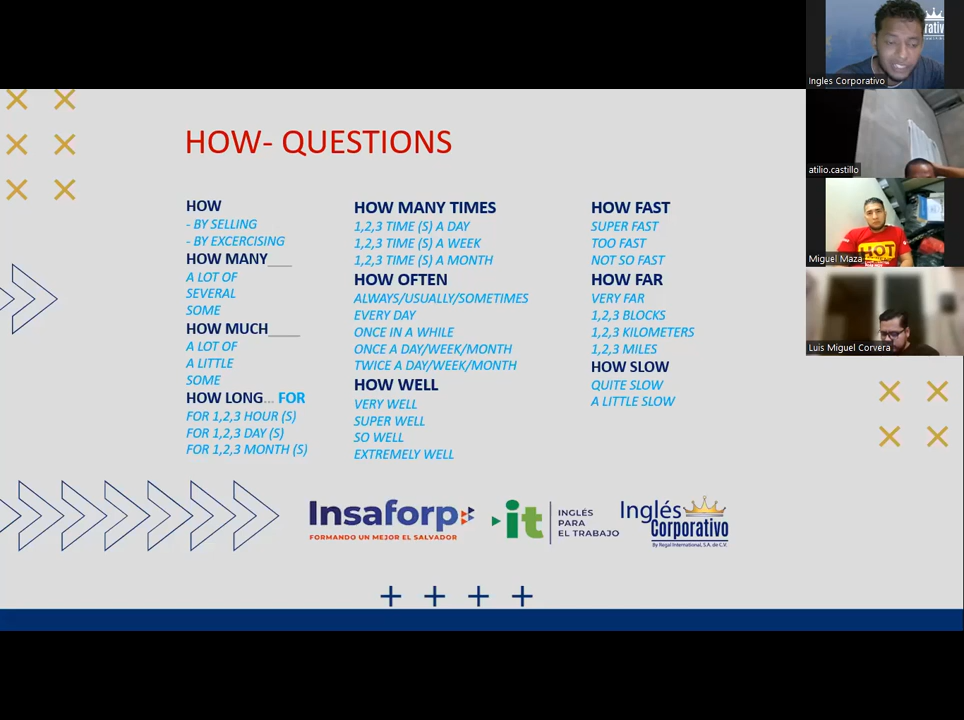 HOW- QUESTIONS
HOW
- BY SELLING
- BY EXCERCISING
HOW MANY___
A LOT OF
SEVERAL
SOME
HOW MUCH____
A LOT OF
A LITTLE
SOME
HOW LONG... FOR
FOR 1,2,3 HOUR (S)
FOR 1,2,3 DAY (S)
FOR 1,2,3 MONTH (S)
HOW MANY TIMES
1,2,3 TIME (S) A DAY
1,2,3 TIME (S) A WEEK
1,2,3 TIME (S) A MONTH
HOW OFTEN
ALWAYS/USUALLY/SOMETIMES
EVERY DAY
ONCE IN A WHILE
ONCE A DAY/WEEK/MONTH
TWICE A DAY/WEEK/MONTH
HOW WELL
VERY WELL
SUPER WELL
SO WELL
EXTREMELY WELL
HOW FAST
SUPER FAST
TOO FAST
NOT SO FAST
HOW FAR
VERY FAR
1,2,3 BLOCKS
1,2,3 KILOMETERS
1,2,3 MILES
HOW SLOW
QUITE SLOW
A LITTLE SLOW
Insaforp
FORMANDO UN MEJOR EL SALVADOR
it
INGLÉS
PARA
EL TRABAJO
Inglés
Corporativo
By Regal International, S.A. de C.V.
Ingles Corporativo
atilio.castillo
HOT
Miguel Maza
Luis Miguel Corvera